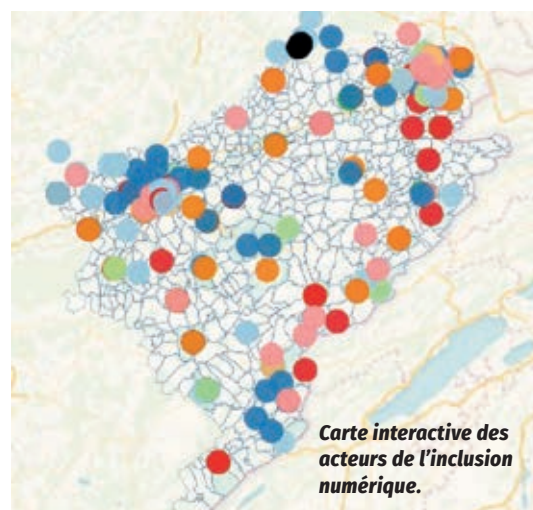 Carte interactive des
acteurs de l’inclusion
numérique.